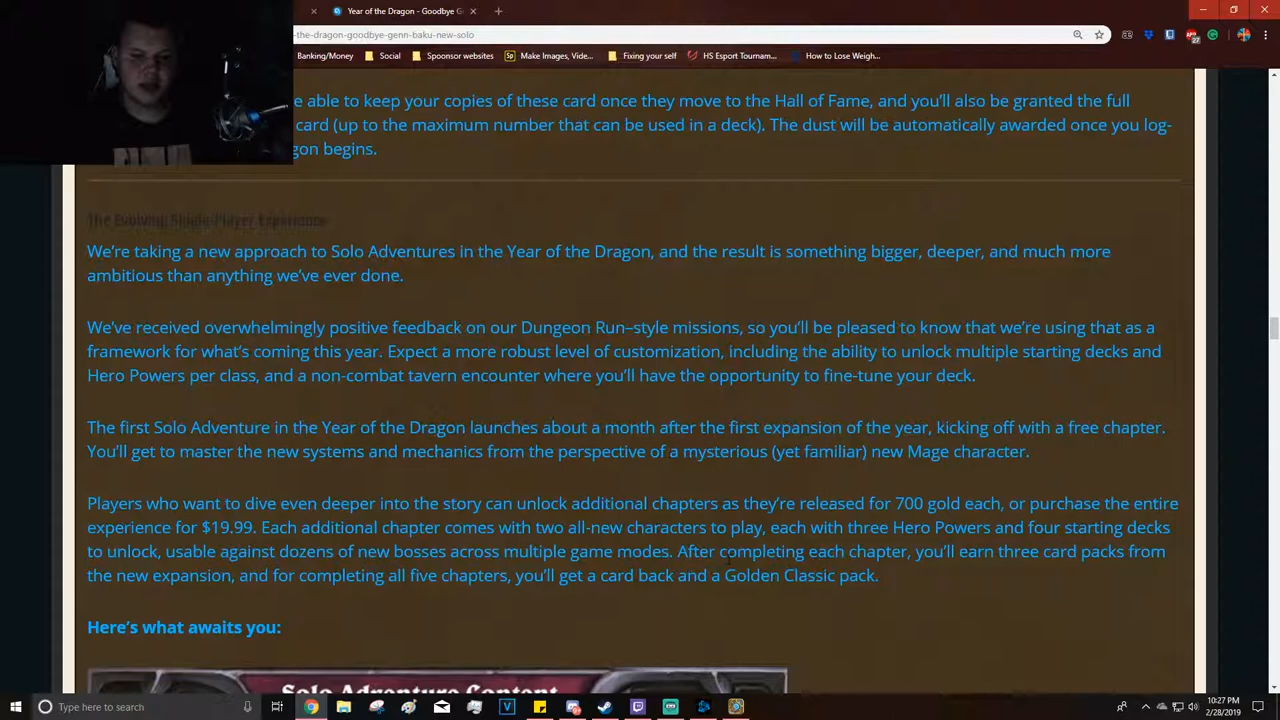 Year of the Dragon - Goodbye G
the-dragon-goodbye-genn-baku-new-solo
Banking/Money
Social
Spoonsor websites
Make Images, Vide...
Fixing your self
HS Esport Tournam...
How to Lose Weigh...
e able to keep your copies of these card once they move to the Hall of Fame, and you'll also be granted the full
card (up to the maximum number that can be used in a deck). The dust will be automatically awarded once you log-
gon begins.
The Evolving Single-Player Experience
We're taking a new approach to Solo Adventures in the Year of the Dragon, and the result is something bigger, deeper, and much more
ambitious than anything we've ever done.
We've received overwhelmingly positive feedback on our Dungeon Run–style missions, so you'll be pleased to know that we're using that as a
framework for what's coming this year. Expect a more robust level of customization, including the ability to unlock multiple starting decks and
Hero Powers per class, and a non-combat tavern encounter where you'll have the opportunity to fine-tune your deck.
The first Solo Adventure in the Year of the Dragon launches about a month after the first expansion of the year, kicking off with a free chapter.
You'll get to master the new systems and mechanics from the perspective of a mysterious (yet familiar) new Mage character.
Players who want to dive even deeper into the story can unlock additional chapters as they're released for 700 gold each, or purchase the entire
experience for $19.99. Each additional chapter comes with two all-new characters to play, each with three Hero Powers and four starting decks
to unlock, usable against dozens of new bosses across multiple game modes. After completing each chapter, you'll earn three card packs from
the new expansion, and for completing all five chapters, you'll get a card back and a Golden Classic pack.
Here's what awaits you:
Solo Adventure Content
Type here to search
10:27 PM
2/28/2019